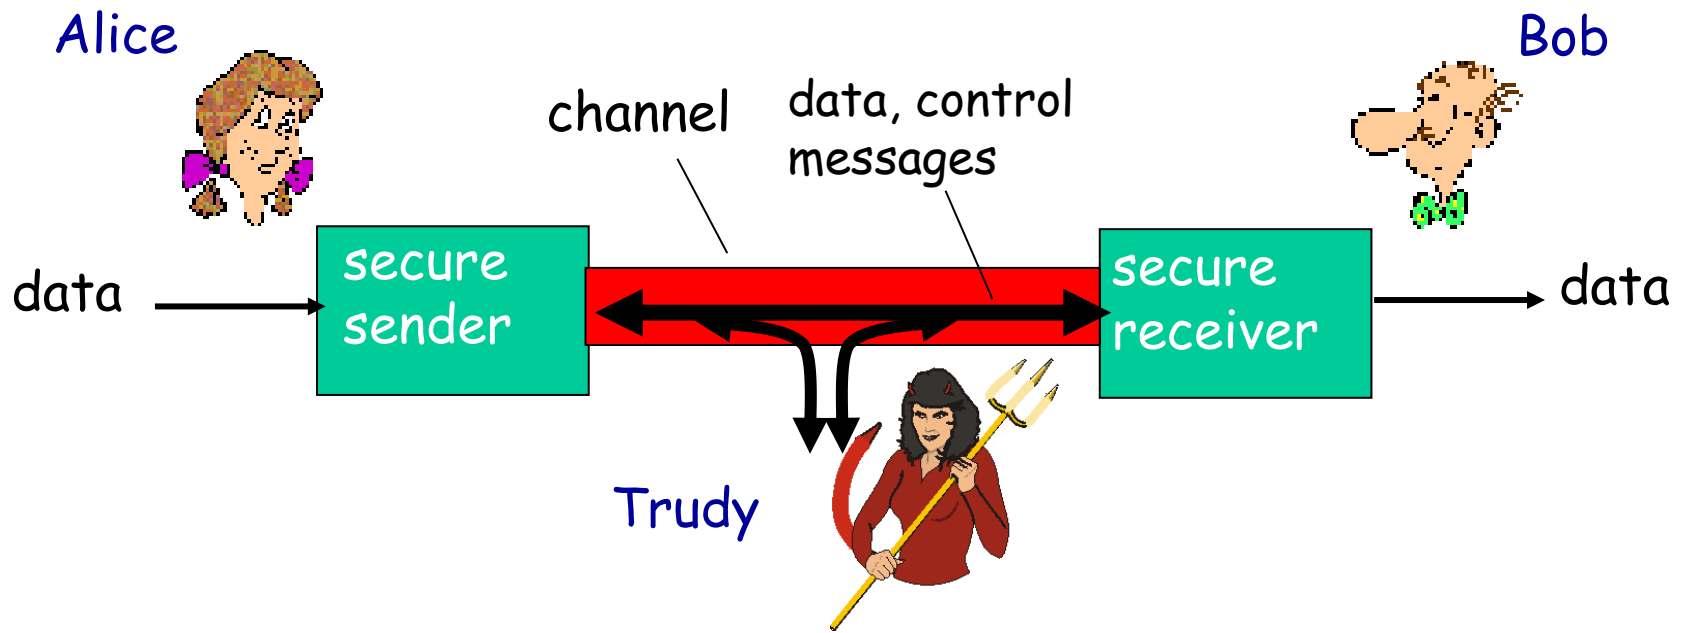 Alice
Bob
channel
data, control
messages
data
secure
sender
secure
receiver
data
Trudy